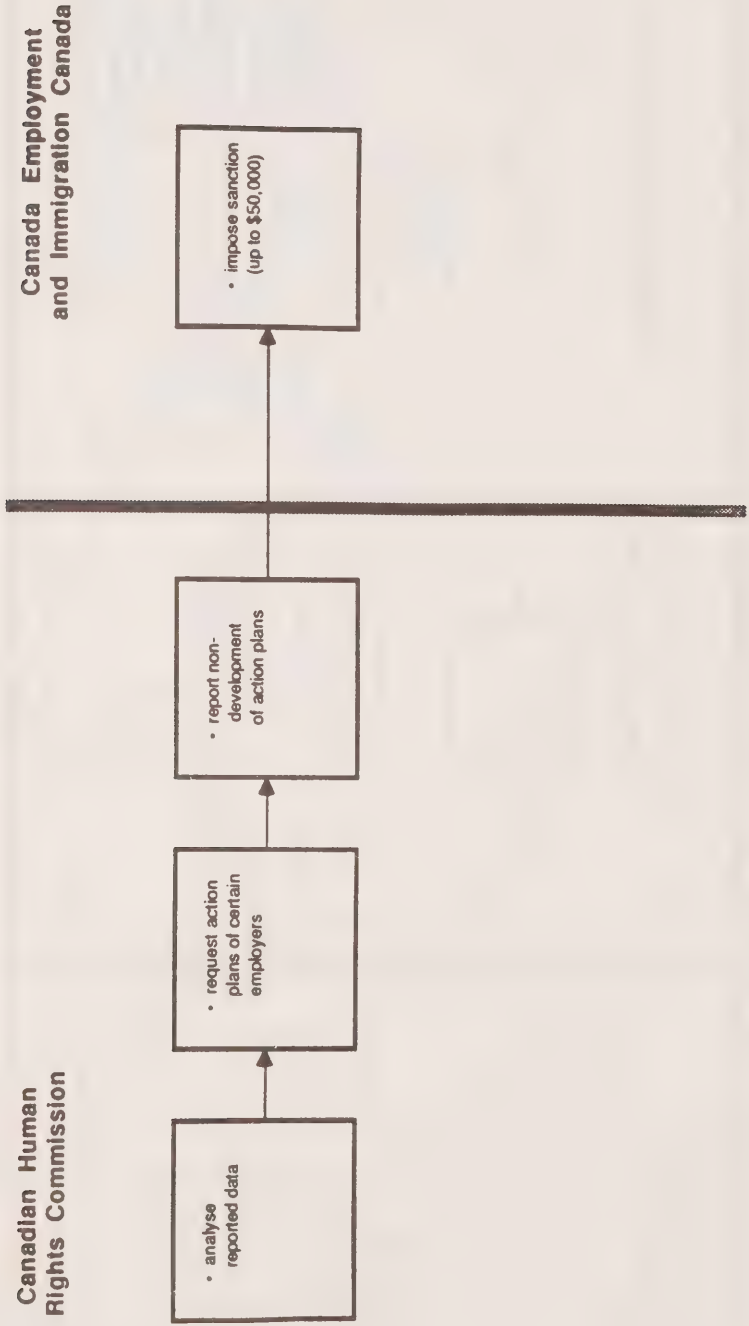 Canadian Human
Rights Commission
Canada Employment
and Immigration Canada
• analyse
reported data
• request action
plans of certain
employers
• report non-
development
of action plans
• impose sanction
(up to $50,000)